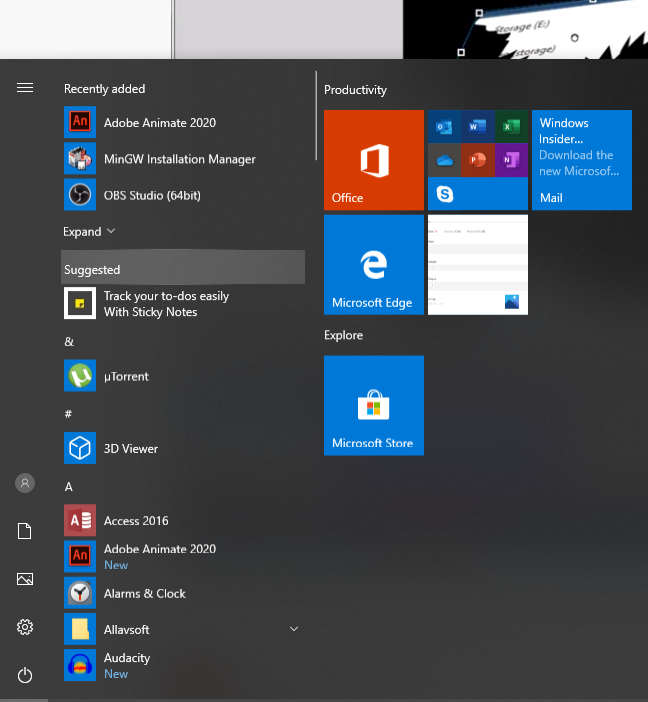 Storage (E:)
storage)
Recently added
An
Adobe Animate 2020
MinGW Installation Manager
OBS Studio (64bit)
Expand
Suggested
Track your to-dos easily
With Sticky Notes
&
µTorrent
#
3D Viewer
A
A
Access 2016
An
Adobe Animate 2020
New
Alarms & Clock
Allavsoft
Audacity
New
Productivity
Office
Windows
Insider...
Download the
new Microsof...
Mail
Microsoft Edge
Explore
Microsoft Store